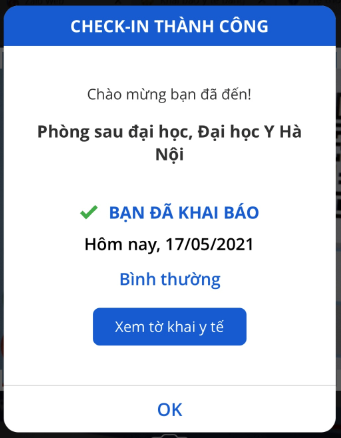 CHECK-IN THÀNH CÔNG
Chào mừng bạn đã đến!
Phòng sau đại học, Đại học Y Hà
Nội
BẠN ĐÃ KHAI BÁO
Hôm nay, 17/05/2021
Bình thường
Xem tờ khai y tế
OK